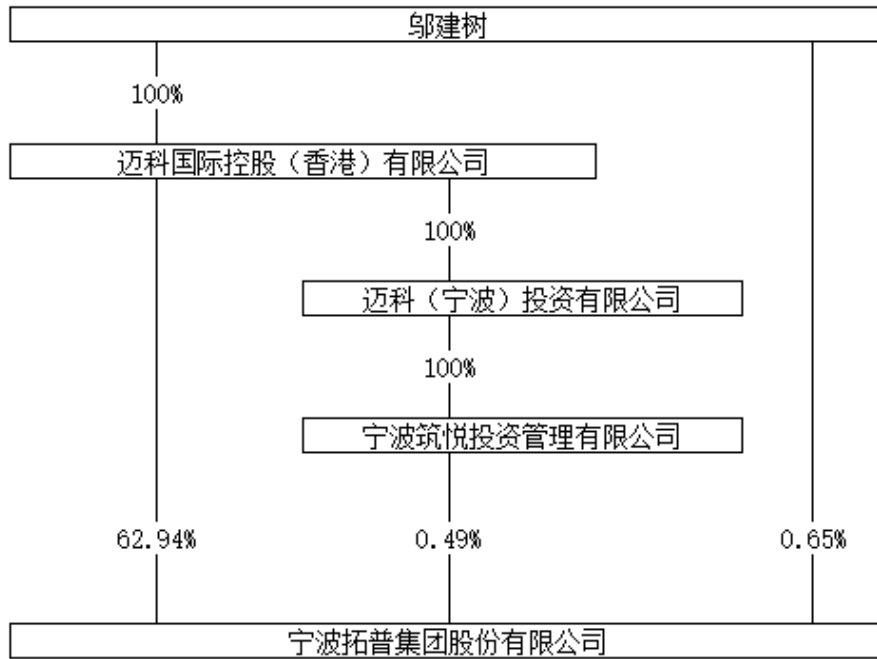 邬建树
100%
迈科国际控股（香港）有限公司
100%
迈科（宁波）投资有限公司
100%
宁波筑悦投资管理有限公司
62.94%
0.49%
0.65%
宁波拓普集团股份有限公司